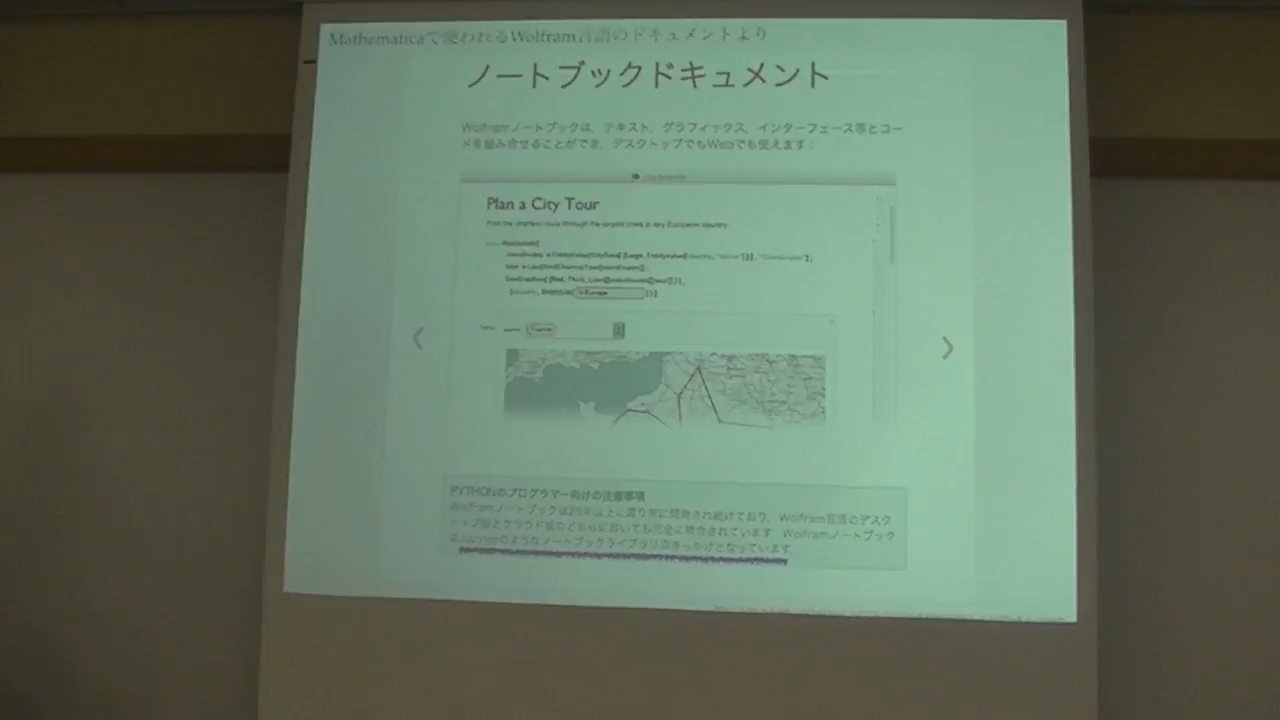 Mathematicaで使われるWolfram言語のドキュメントより
ノートブックドキュメント
Wolframノートブックは、テキスト、グラフィックス、インターフェース等とコー
ドを組み合せることができ、デスクトップでもWebでも使えます：
Plan a City Tour
Find the shortest route through the largest cities in any European country:
PYTHONのプログラマー向けの注意事項
Wolframノートブックは25年以上に渡り常に開発され続けており、Wolfram言語のデスク
トップ版とクラウド版のどちらにおいても完全に統合されています．Wolframノートブック
はJupyterのようなノートブックライブラリのきっかけとなっています．